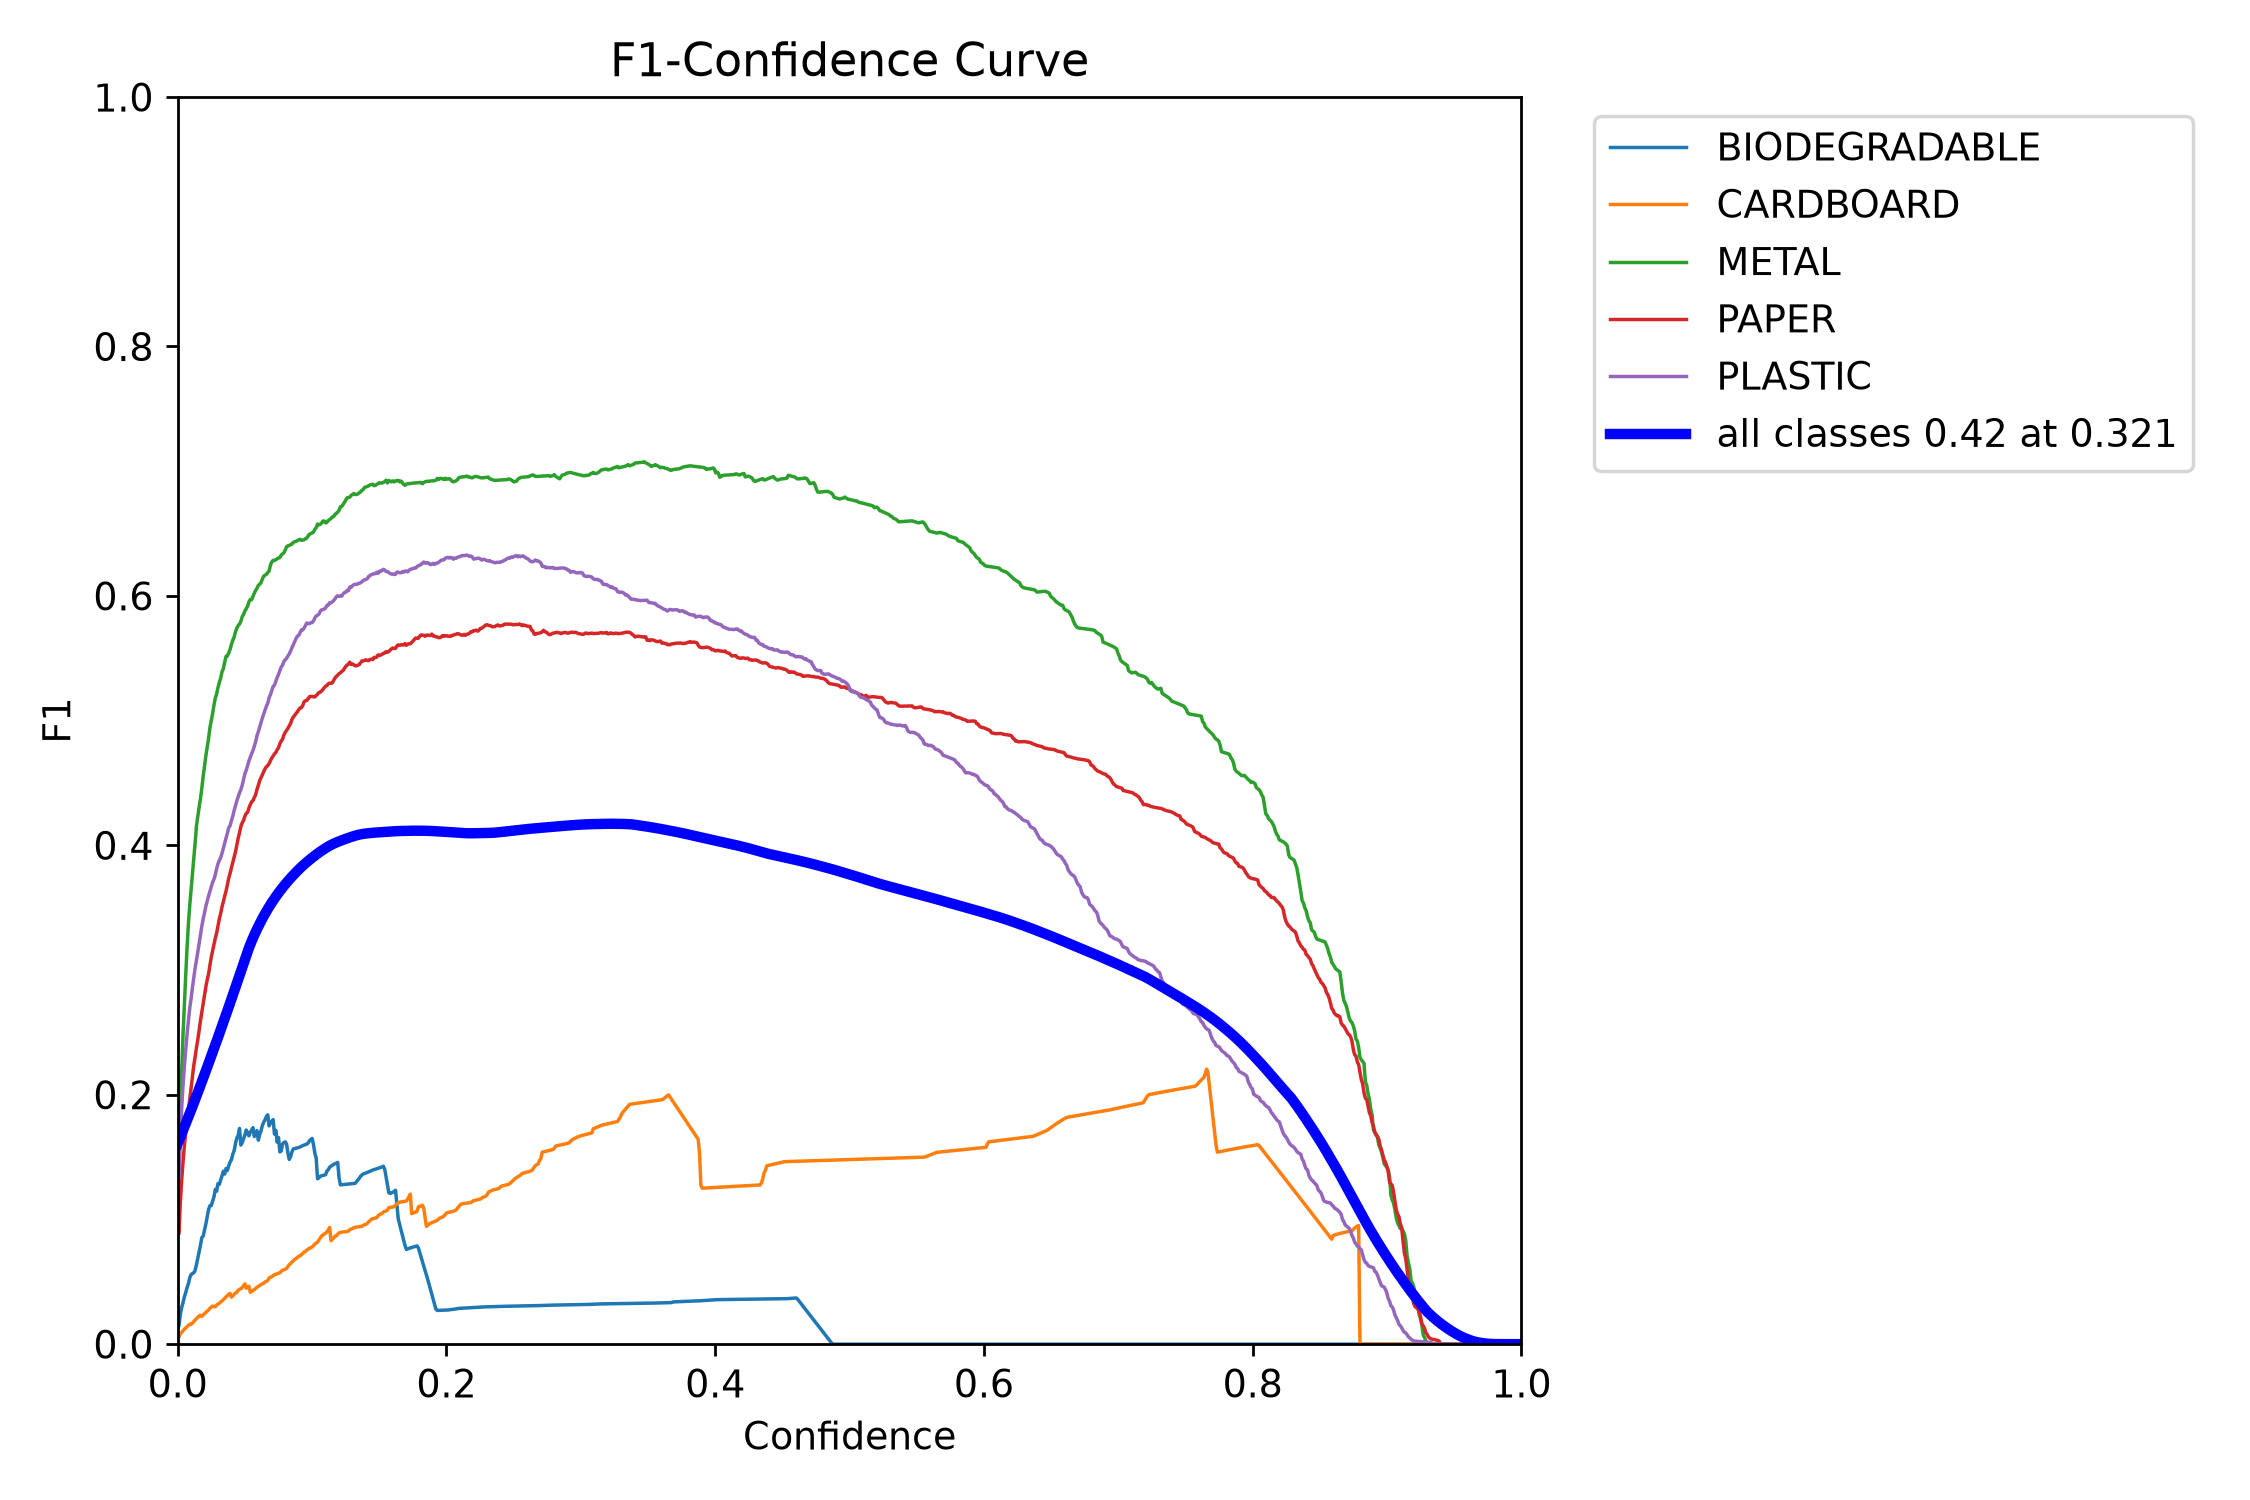 F1-Confidence Curve
1.0
0.8
0.6
0.4
0.2
0.0
F1
0.0 0.2 0.4 0.6 0.8 1.0
Confidence
BIODEGRADABLE
CARDBOARD
METAL
PAPER
PLASTIC
all classes 0.42 at 0.321